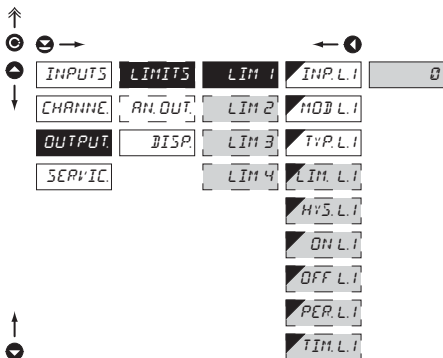 INPUTS LIMITS LIM 1 INP. L.1 0
CHANNE. AN. OUT. LIM 2 MOD L.1
OUTPUT. DISP. LIM 3 TYP. L.1
SERVIC. LIM 4 LIM. L.1
HYS. L.1
ON L.1
OFF L.1
PER. L.1
TIM. L.1